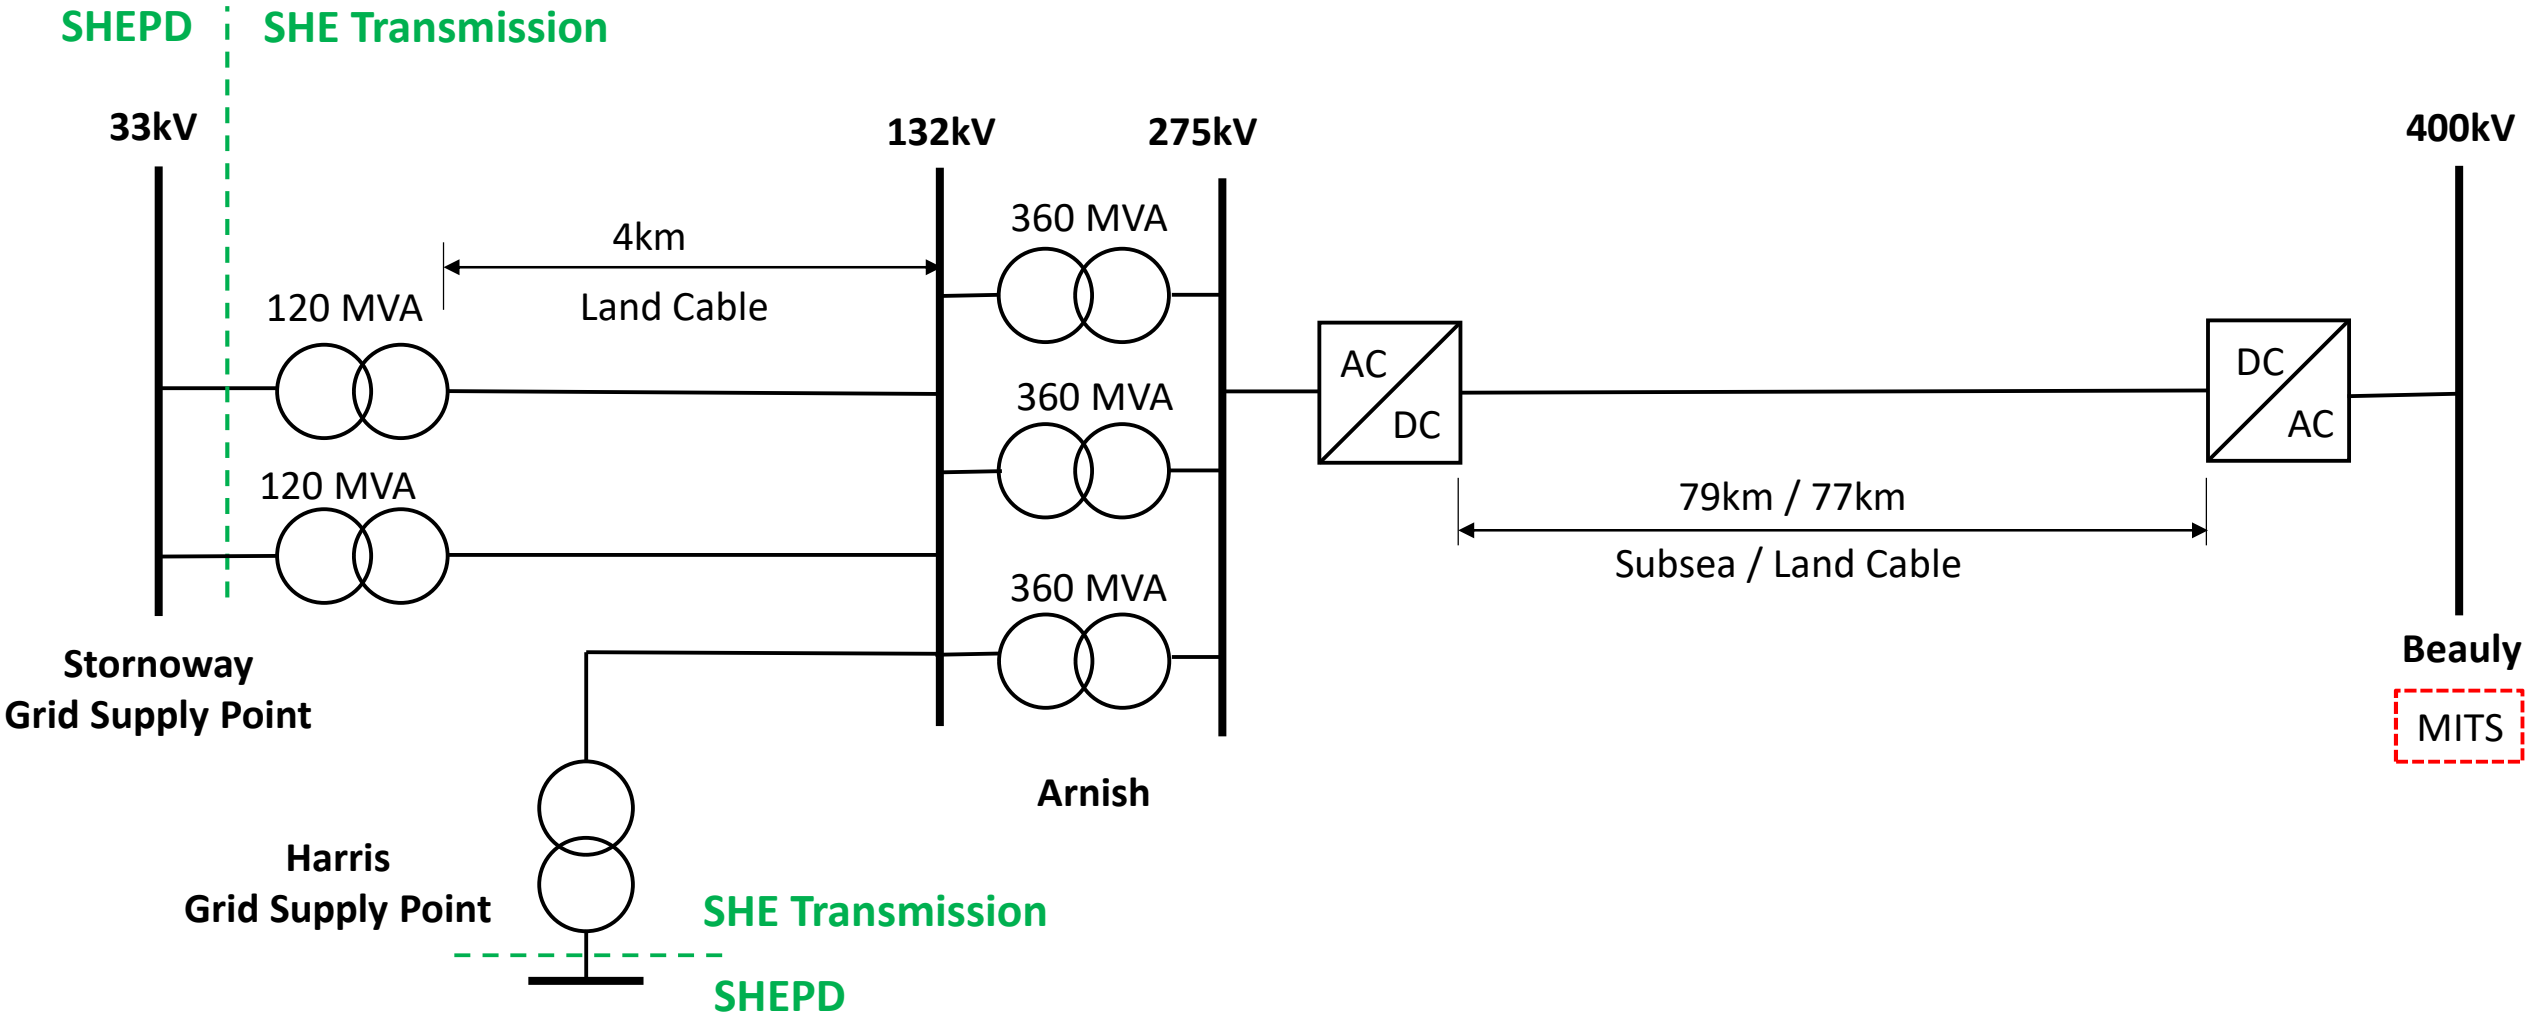 SHEPD
SHE Transmission
33kV
132kV
275kV
400kV
4km
Land Cable
120 MVA
120 MVA
360 MVA
360 MVA
360 MVA
AC
DC
DC
AC
79km / 77km
Subsea / Land Cable
Stornoway
Grid Supply Point
Beauly
MITS
Arnish
Harris
Grid Supply Point
SHE Transmission
SHEPD